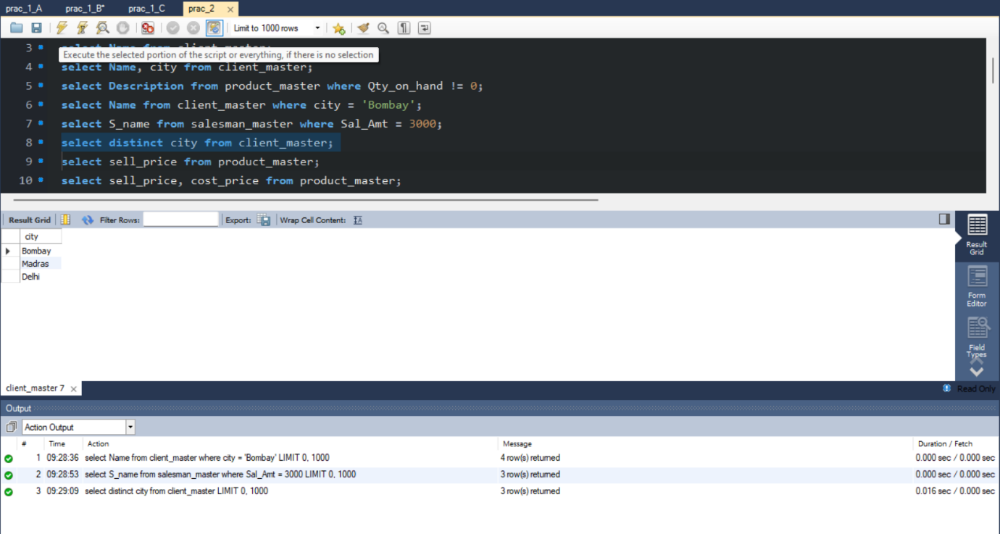 prac_1_A prac_1_B* prac_1_C prac_2
Limit to 1000 rows
3 select Name from client_master;
Execute the selected portion of the script or everything, if there is no selection
4 select Name, city from client_master;
5 select Description from product_master where Qty_on_hand != 0;
6 select Name from client_master where city = 'Bombay';
7 select S_name from salesman_master where Sal_Amt = 3000;
8 select distinct city from client_master;
9 select sell_price from product_master;
10 select sell_price, cost_price from product_master;
Result Grid Filter Rows: Export: Wrap Cell Content:
city
Bombay
Madras
Delhi
Result
Grid
Form
Editor
Field
Types
client_master 7 Read Only
Output
Action Output
# Time Action Message Duration / Fetch
1 09:28:36 select Name from client_master where city = 'Bombay' LIMIT 0, 1000 4 row(s) returned 0.000 sec / 0.000 sec
2 09:28:53 select S_name from salesman_master where Sal_Amt = 3000 LIMIT 0, 1000 3 row(s) returned 0.000 sec / 0.000 sec
3 09:29:09 select distinct city from client_master LIMIT 0, 1000 3 row(s) returned 0.016 sec / 0.000 sec